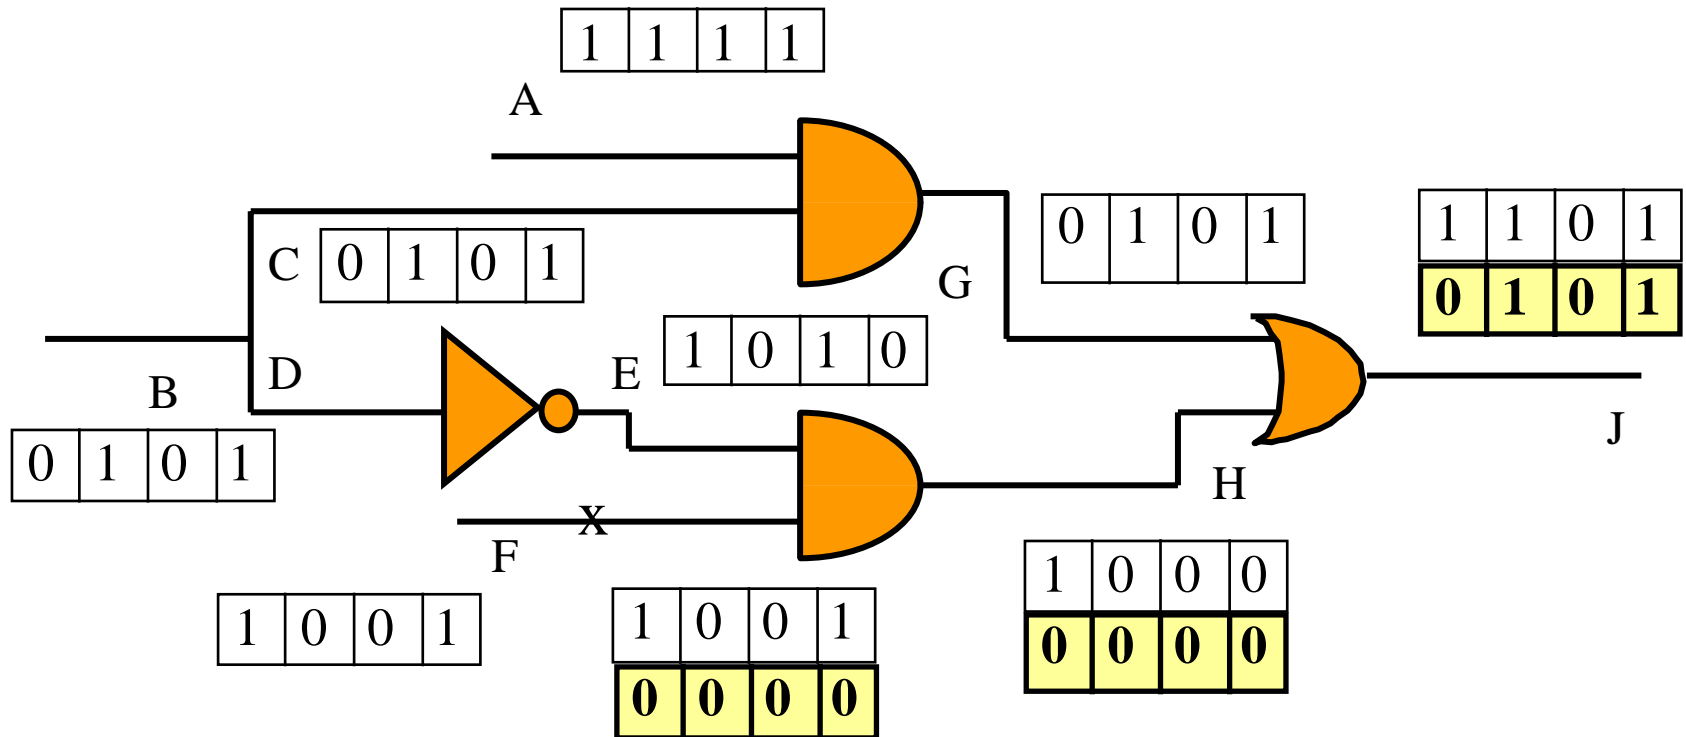 1 1 1 1
A
1 1 0 1
0 1 0 1
G
0 1 0 1
C
0 1 0 1
E
1 0 1 0
D
B
0 1 0 1
J
H
x
F
1 0 0 0
0 0 0 0
1 0 0 1
1 0 0 1
0 0 0 0